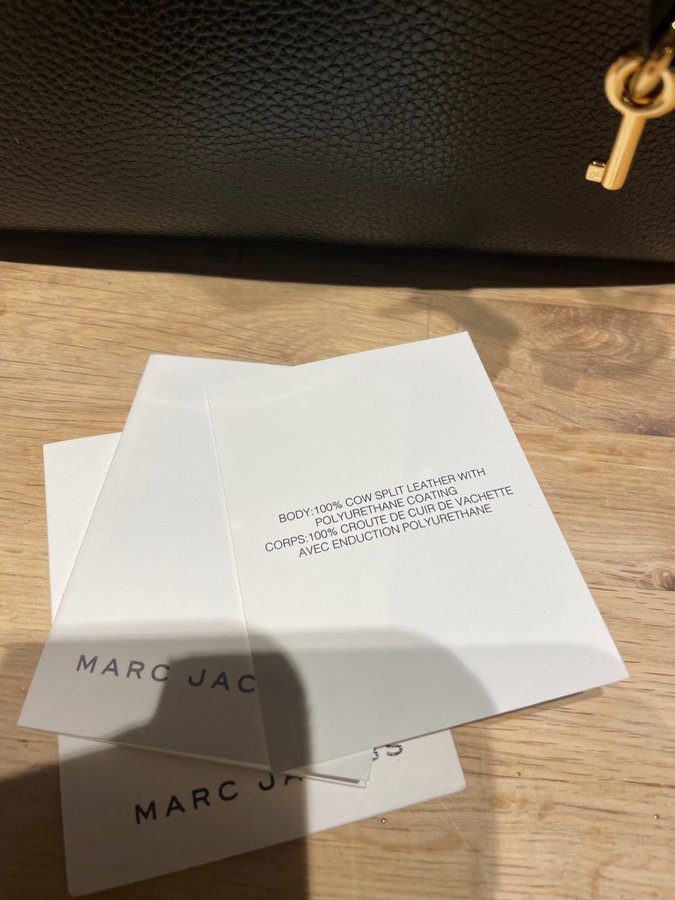 BODY:100% COW SPLIT LEATHER WITH
POLYURETHANE COATING
CORPS:100% CROUTE DE CUIR DE VACHETTE
AVEC ENDUCTION POLYURETHANE
MARC JAC
MARC JA